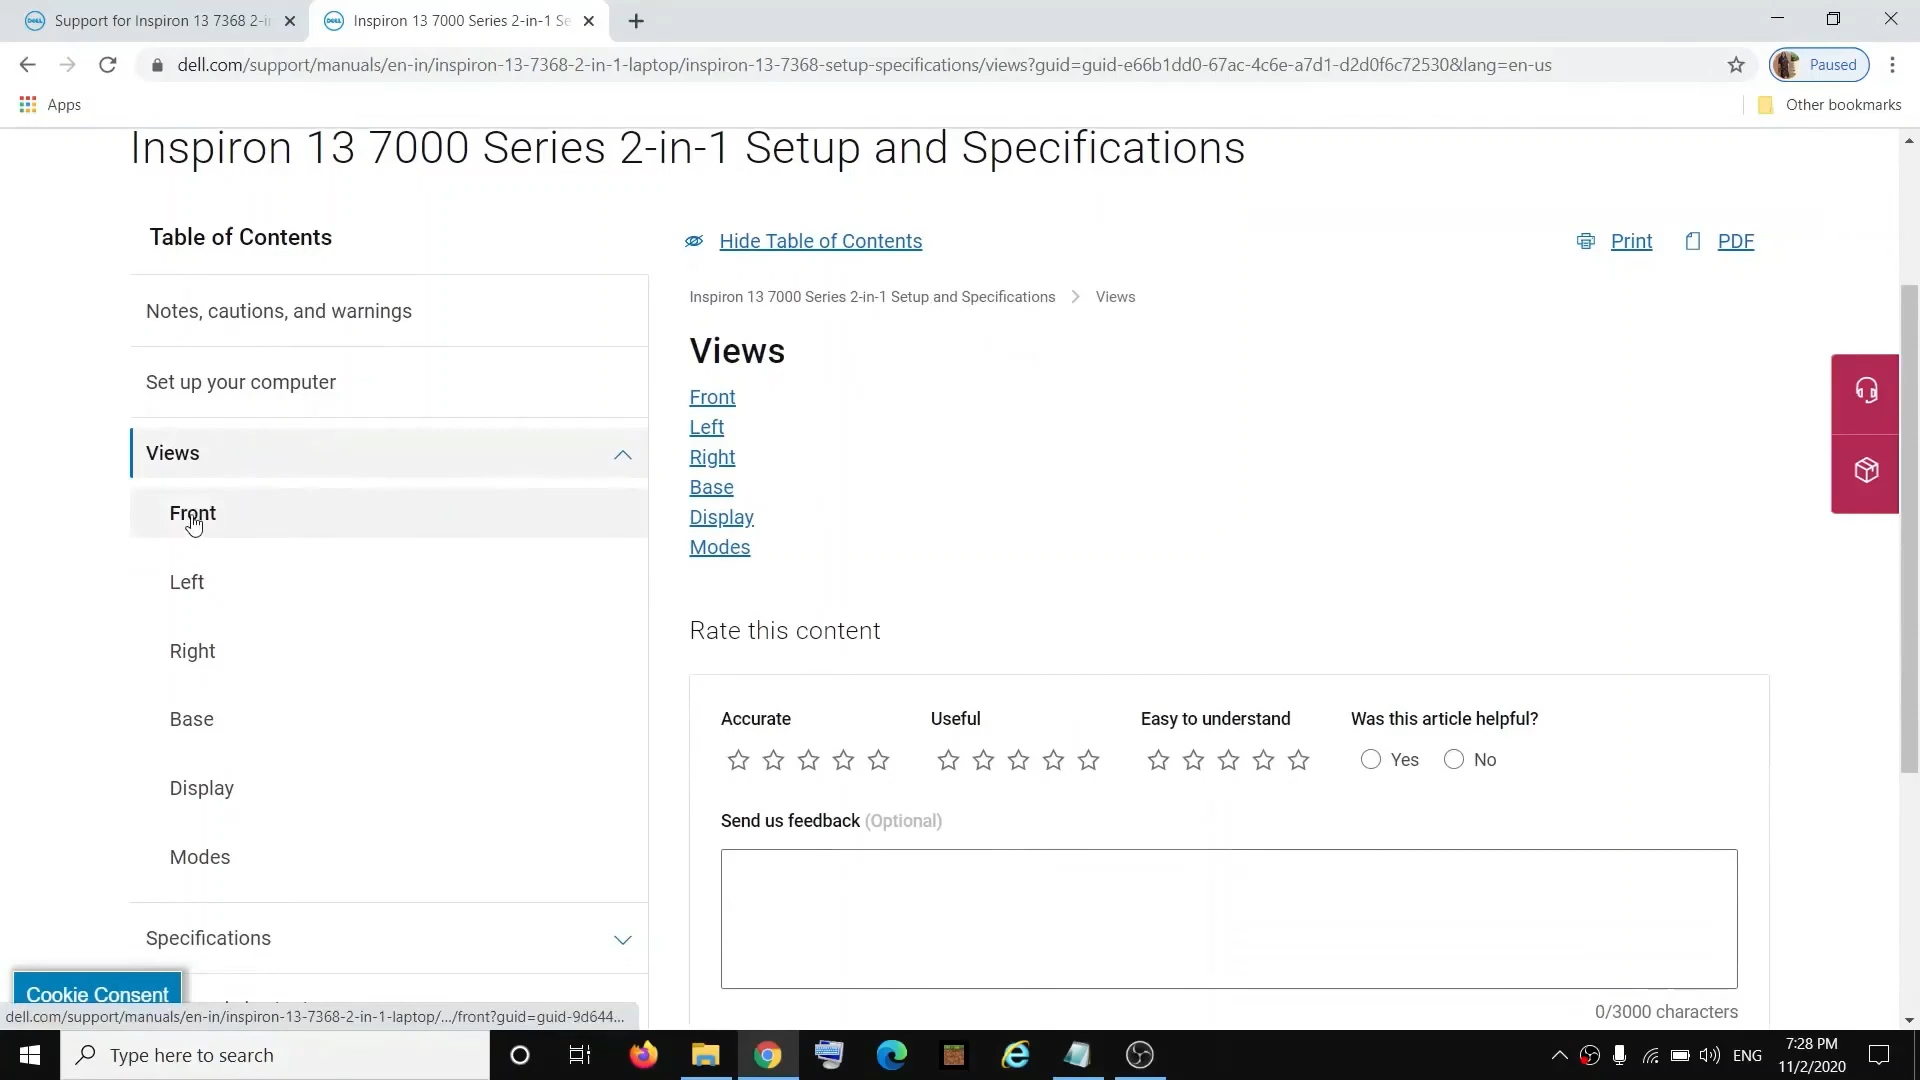 Support for Inspiron 13 7368 2-i
Inspiron 13 7000 Series 2-in-1 Se
dell.com/support/manuals/en-in/inspiron-13-7368-2-in-1-laptop/inspiron-13-7368-setup-specifications/views?guid=guid-e66b1dd0-67ac-4c6e-a7d1-d2d0f6c72530&lang=en-us
Paused
Apps
Other bookmarks
Inspiron 13 7000 Series 2-in-1 Setup and Specifications
Table of Contents
Hide Table of Contents
Print
PDF
Notes, cautions, and warnings
Set up your computer
Views
Front
Left
Right
Base
Display
Modes
Specifications
Inspiron 13 7000 Series 2-in-1 Setup and Specifications
Views
Views
Front
Left
Right
Base
Display
Modes
Rate this content
Accurate
Useful
Easy to understand
Was this article helpful?
Yes
No
Send us feedback (Optional)
0/3000 characters
Cookie Consent
dell.com/support/manuals/en-in/inspiron-13-7368-2-in-1-laptop/.../front?guid=guid-9d644...
Type here to search
ENG
7:28 PM
11/2/2020